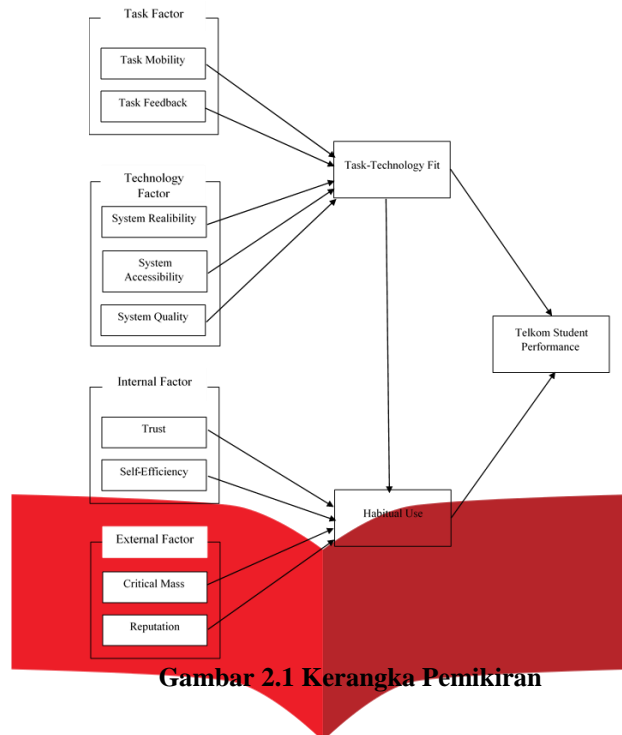 Task Factor
Task Mobility
Task Feedback
Task-Technology Fit
Technology
Factor
System Realibility
System
Accessibility
System Quality
Telkom Student
Performance
Internal Factor
Trust
Self-Efficiency
Habitual Use
External Factor
Critical Mass
Reputation
Gambar 2.1 Kerangka Pemikiran